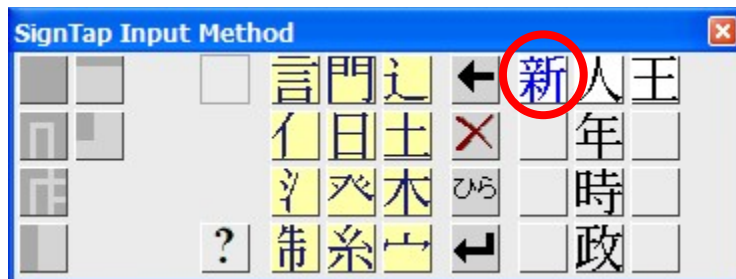 SignTap Input Method
言 門 辶 新 人 王
亻 日 土 年
氵 癶 木 ひら 時
? 糸 宀 政